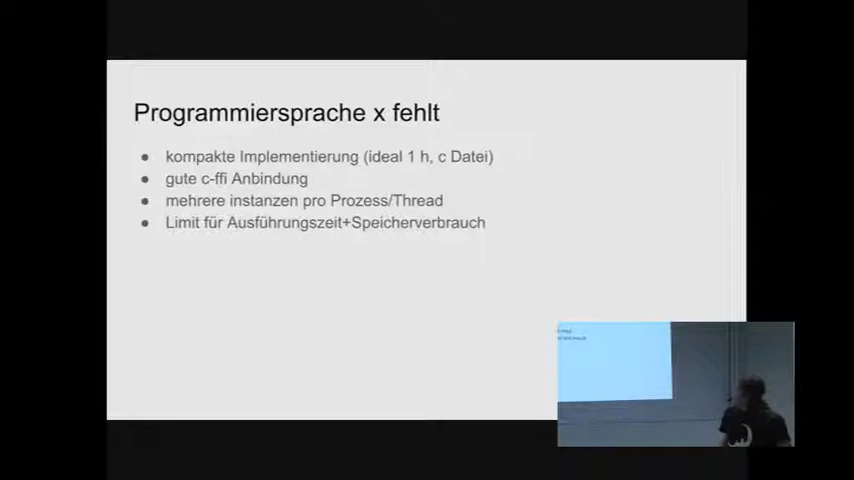 Programmiersprache x fehlt
● kompakte Implementierung (ideal 1 h, c Datei)
● gute c-ffi Anbindung
● mehrere instanzen pro Prozess/Thread
● Limit für Ausführungszeit+Speicherverbrauch